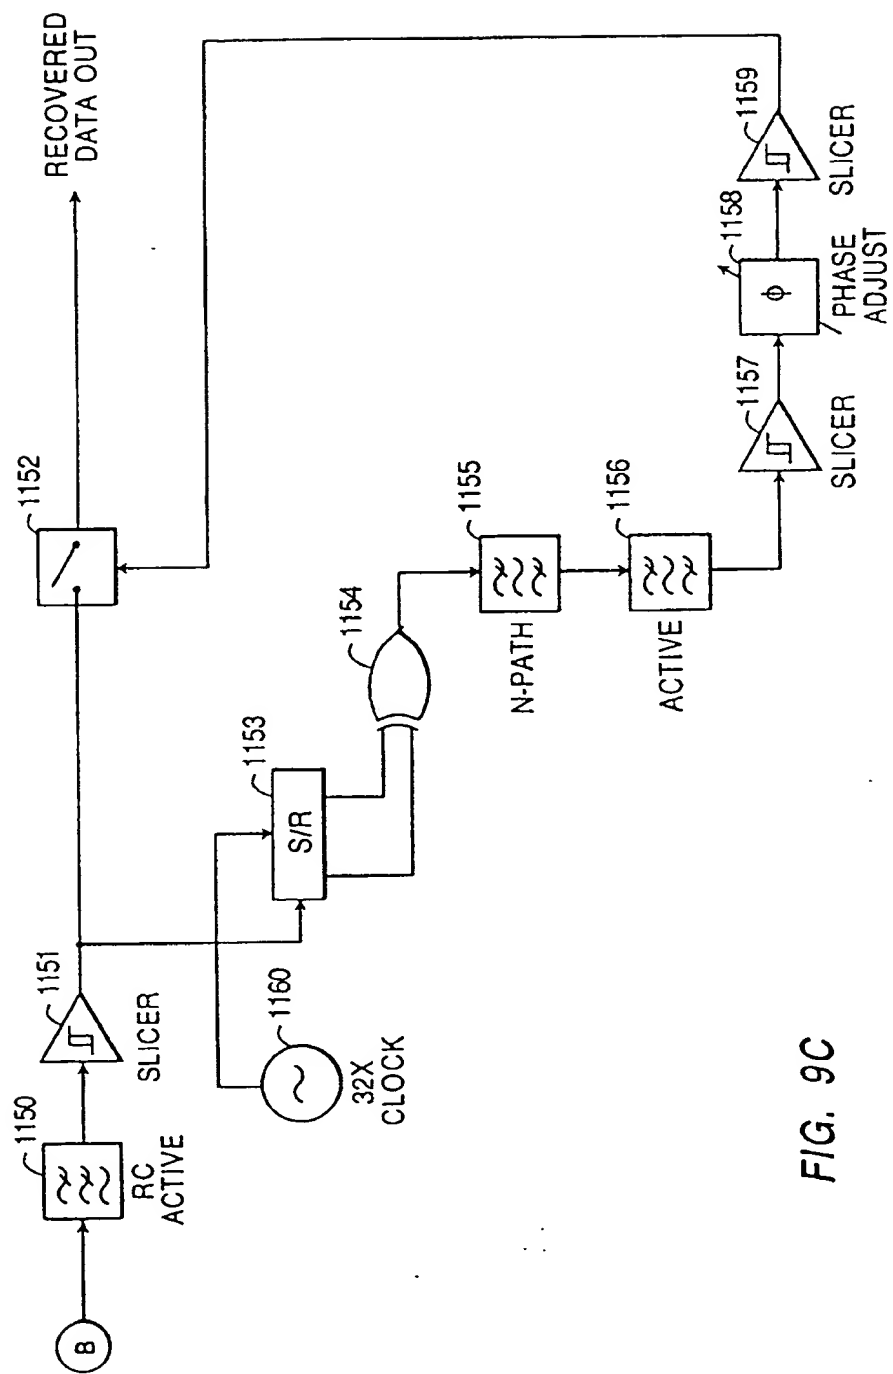 B
1150
RC
ACTIVE
1151
SLICER
1152
RECOVERED
DATA OUT
1160
32X
CLOCK
1153
S/R
1154
1155
N-PATH
1156
ACTIVE
1157
SLICER
1158
ϕ
PHASE
ADJUST
1159
SLICER
FIG. 9C